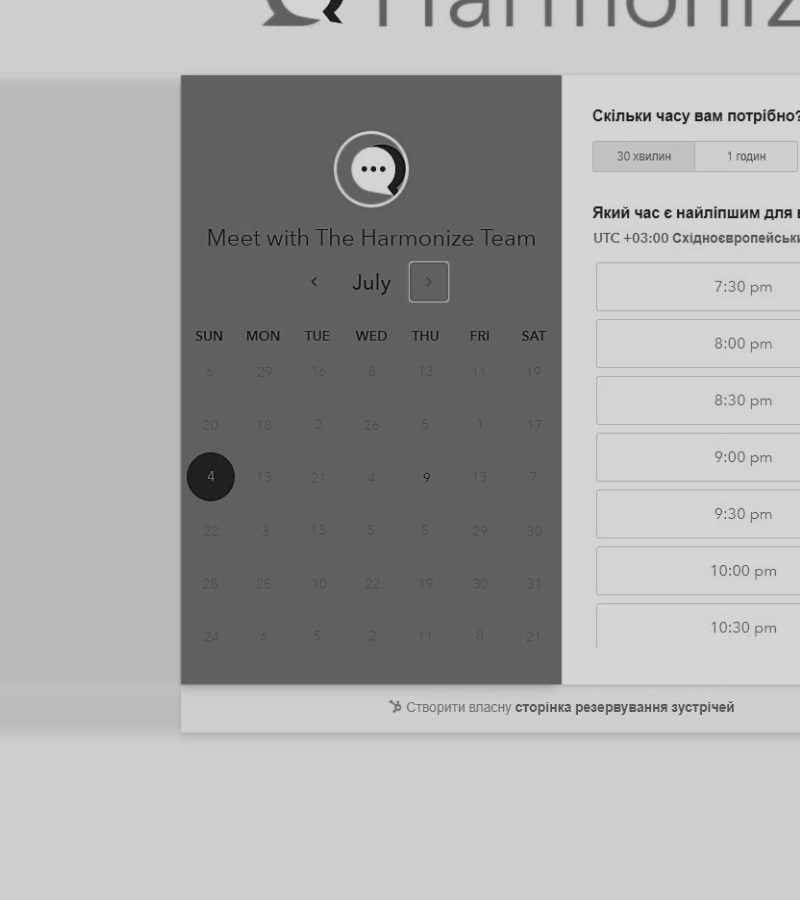 Harmoniz
Meet with The Harmonize Team
July
SUN MON TUE WED THU FRI SAT
6 29 16 8 13 11 19
20 18 2 26 5 1 17
4 13 21 4 9 13 7
22 3 13 5 5 29 30
28 25 10 22 19 30 31
24 6 5 2 11 8 21
Скільки часу вам потрібно?
30 хвилин 1 годин
Який час є найліпшим для
UTC +03:00 Східноєвропейськи
7:30 pm
8:00 pm
8:30 pm
9:00 pm
9:30 pm
10:00 pm
10:30 pm
Створити власну сторінка резервування зустрічей